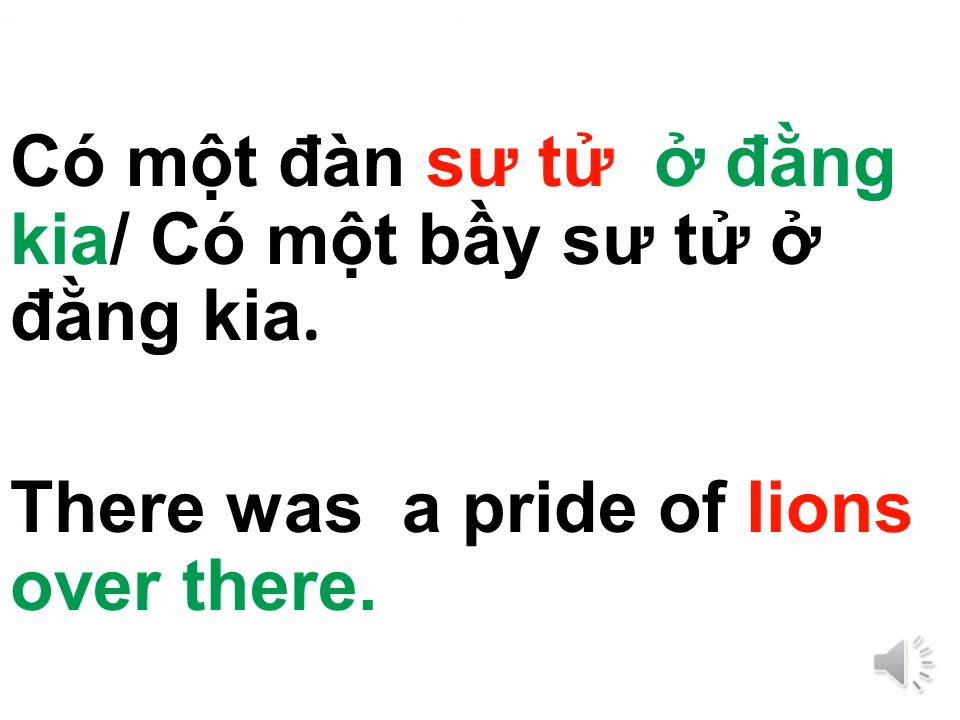 Có một đàn sư tử ở đằng
kia/ Có một bầy sư tử ở
đằng kia.
There was a pride of lions
over there.